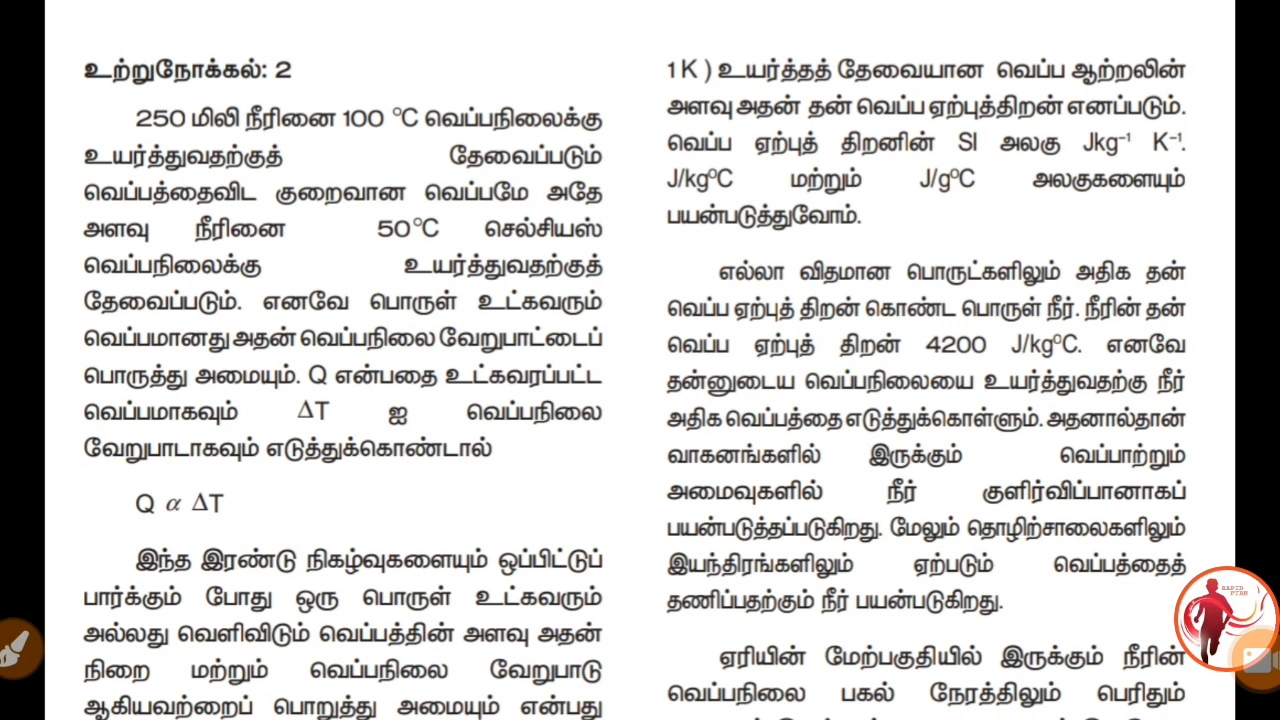 உற்றுநோக்கல்: 2
250 மிலி நீரினை 100 °C வெப்பநிலைக்கு
உயர்த்துவதற்குத் தேவைப்படும்
வெப்பத்தைவிட குறைவான வெப்பமே அதே
அளவு நீரினை 50°C செல்சியஸ்
வெப்பநிலைக்கு உயர்த்துவதற்குத்
தேவைப்படும். எனவே பொருள் உட்கவரும்
வெப்பமானது அதன் வெப்பநிலை வேறுபாட்டைப்
பொருத்து அமையும். Q என்பதை உட்கவரப்பட்ட
வெப்பமாகவும் ΔT ஐ வெப்பநிலை
வேறுபாடாகவும் எடுத்துக்கொண்டால்
Q α ΔT
இந்த இரண்டு நிகழ்வுகளையும் ஒப்பிட்டுப்
பார்க்கும் போது ஒரு பொருள் உட்கவரும்
அல்லது வெளிவிடும் வெப்பத்தின் அளவு அதன்
நிறை மற்றும் வெப்பநிலை வேறுபாடு
ஆகியவற்றைப் பொறுத்து அமையும் என்பது
1K ) உயர்த்தத் தேவையான வெப்ப ஆற்றலின்
அளவு அதன் தன் வெப்ப ஏற்புத்திறன் எனப்படும்.
வெப்ப ஏற்புத் திறனின் SI அலகு Jkg⁻¹ K⁻¹.
J/kg°C மற்றும் J/g°C அலகுகளையும்
பயன்படுத்துவோம்.
எல்லா விதமான பொருட்களிலும் அதிக தன்
வெப்ப ஏற்புத் திறன் கொண்ட பொருள் நீர். நீரின் தன்
வெப்ப ஏற்புத் திறன் 4200 J/kg°C. எனவே
தன்னுடைய வெப்பநிலையை உயர்த்துவதற்கு நீர்
அதிக வெப்பத்தை எடுத்துக்கொள்ளும். அதனால்தான்
வாகனங்களில் இருக்கும் வெப்பாற்றும்
அமைவுகளில் நீர் குளிர்விப்பானாகப்
பயன்படுத்தப்படுகிறது. மேலும் தொழிற்சாலைகளிலும்
இயந்திரங்களிலும் ஏற்படும் வெப்பத்தைத்
தணிப்பதற்கும் நீர் பயன்படுகிறது.
ஏரியின் மேற்பகுதியில் இருக்கும் நீரின்
வெப்பநிலை பகல் நேரத்திலும் பெரிதும்
RAPID